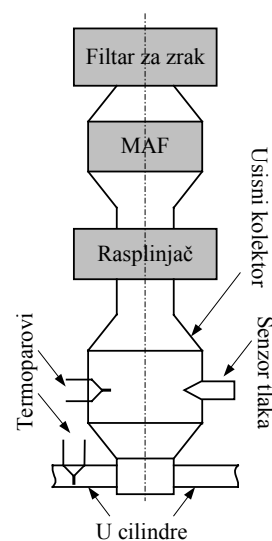 Filtar za zrak
MAF
Usisni kolektor
Rasplinjač
Senzor tlaka
Termoparovi
U cilindre